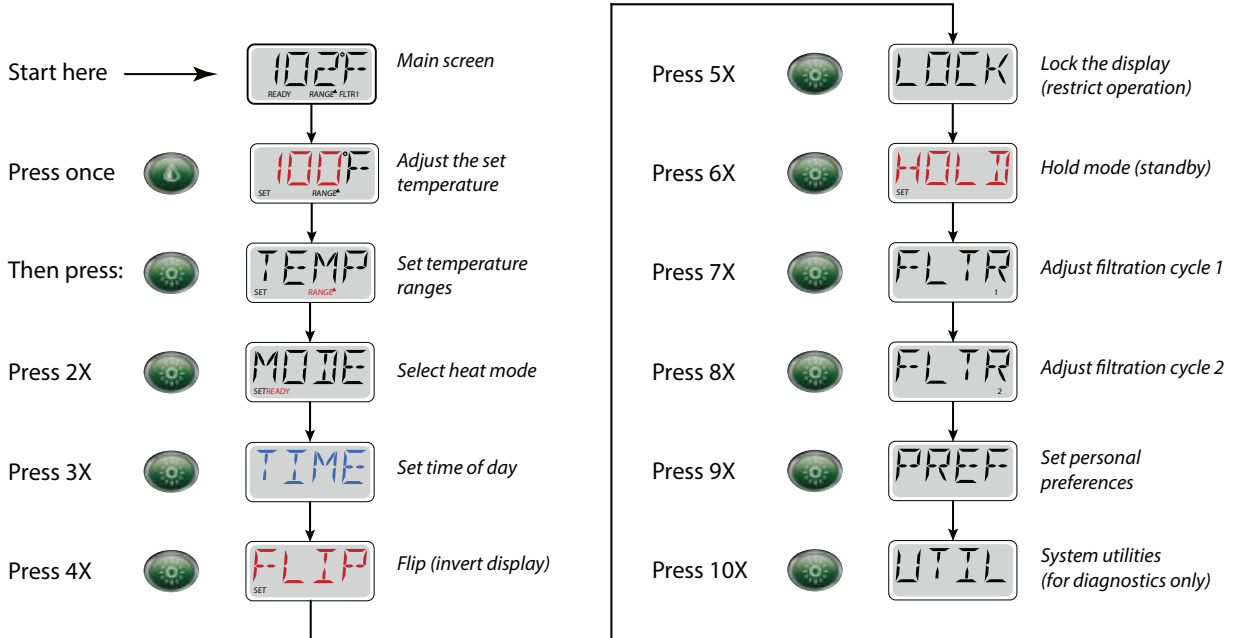 Start here
102°F
READY RANGE FLTR1
Main screen
Press once
100°F
SET RANGE
Adjust the set
temperature
Then press:
TEMP
SET RANGE
Set temperature
ranges
Press 2X
MODE
SETREADY
Select heat mode
Press 3X
TIME
Set time of day
Press 4X
FLIP
SET
Flip (invert display)
Press 5X
LOCK
Lock the display
(restrict operation)
Press 6X
HOLD
SET
Hold mode (standby)
Press 7X
FLTR
1
Adjust filtration cycle 1
Press 8X
FLTR
2
Adjust filtration cycle 2
Press 9X
PREF
Set personal
preferences
Press 10X
UTIL
System utilities
(for diagnostics only)